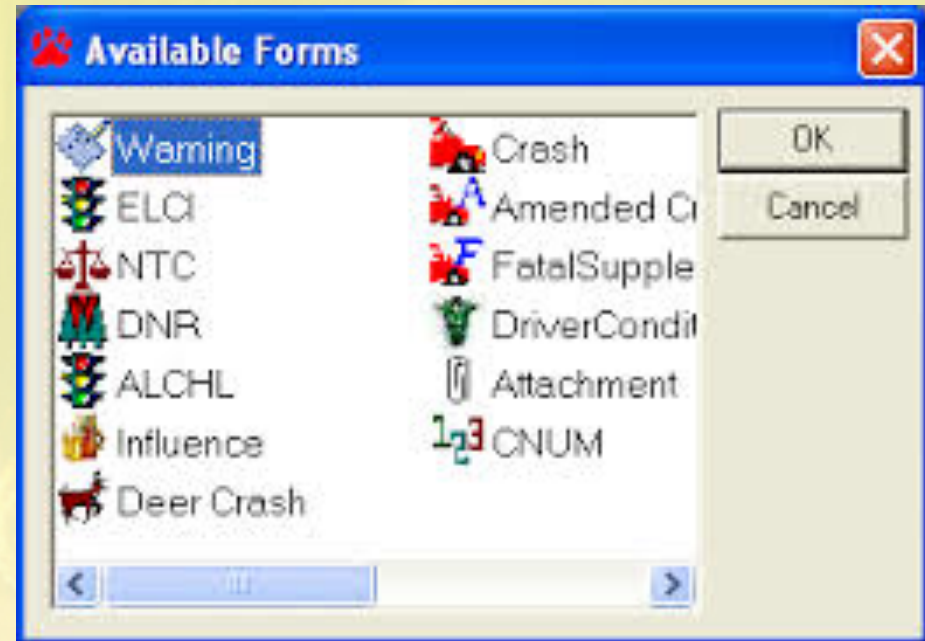 Available Forms
Warning
ELCI
NTC
DNR
ALCHL
Influence
Deer Crash
Crash
Amended Cr
FatalSupple
DriverCondit
Attachment
123 CNUM
OK
Cancel